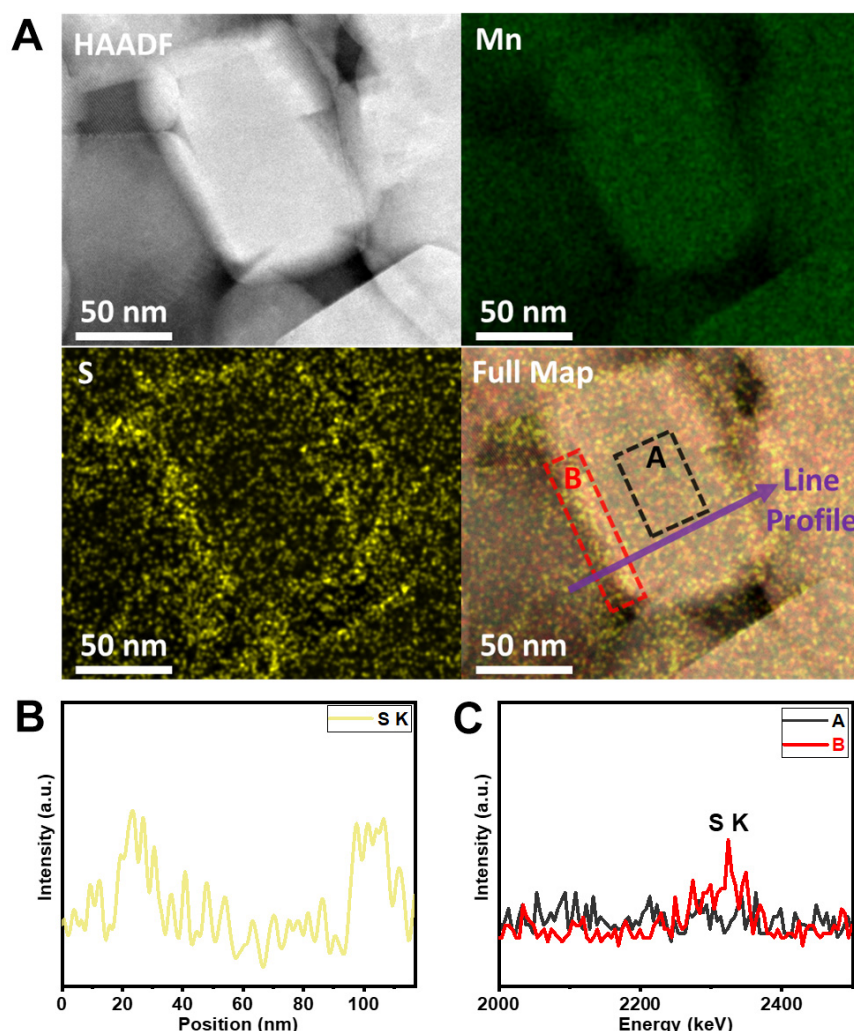 A
HAADF
50 nm
Mn
50 nm
S
50 nm
Full Map
A
B
Line
Profile
50 nm
B
S K
Intensity (a.u.)
0 20 40 60 80 100
Position (nm)
C
A
B
S K
Intensity (a.u.)
2000 2200 2400
Energy (keV)